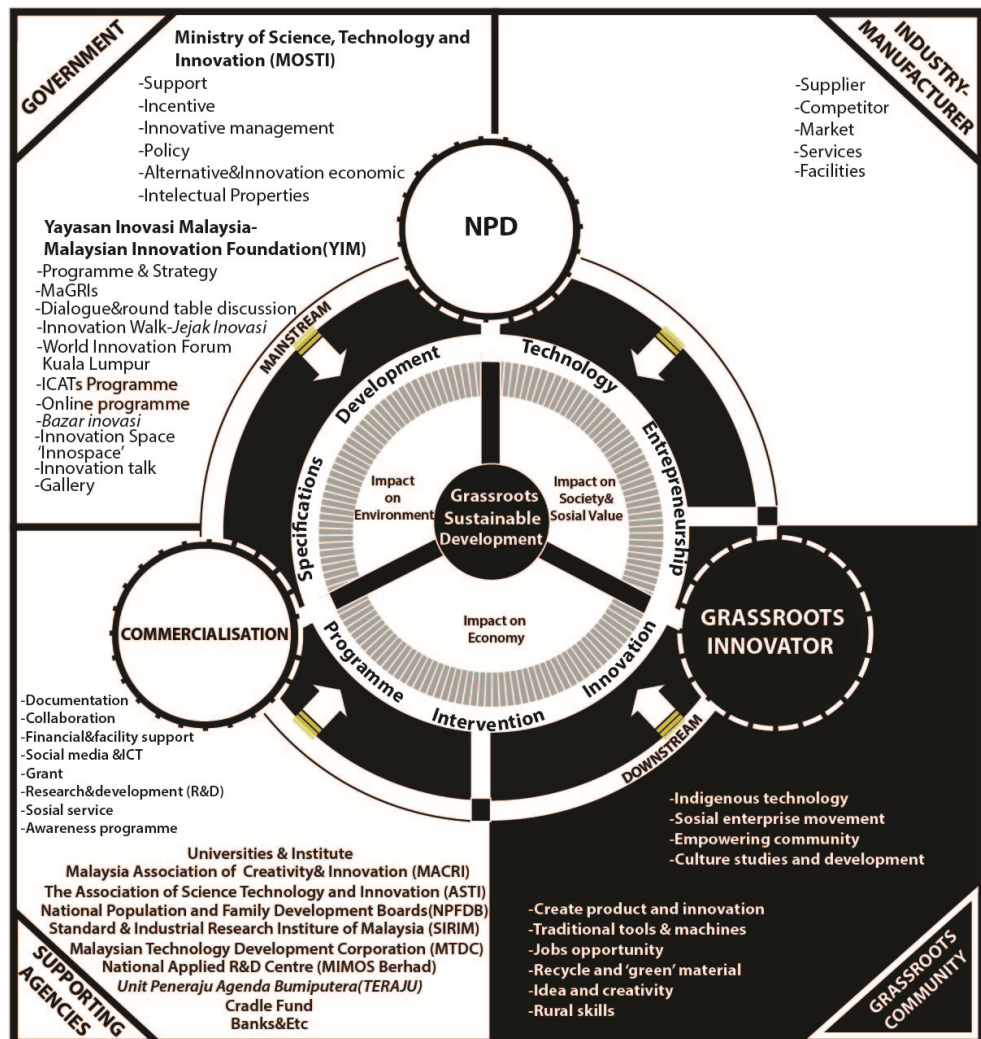 GOVERNMENT
Ministry of Science, Technology and
Innovation (MOSTI)
-Support
-Incentive
-Innovative management
-Policy
-Alternative&Innovation economic
-Intelectual Properties
Yayasan Inovasi Malaysia-
Malaysian Innovation Foundation(YIM)
-Programme & Strategy
-MaGRIs
-Dialogue&round table discussion
-Innovation Walk-Jejak Inovasi
-World Innovation Forum
Kuala Lumpur
-ICATs Programme
-Online programme
-Bazar inovasi
-Innovation Space
'Innospace'
-Innovation talk
-Gallery
INDUSTRY-
MANUFACTURER
-Supplier
-Competitor
-Market
-Services
-Facilities
NPD
MAINSTREAM
Development
Technology
Specifications
Entrepreneurship
Impact
on
Environment
Impact on
Society&
Sosial Value
Grassroots
Sustainable
Development
Impact on
Economy
Programme
Intervention
Innovation
COMMERCIALISATION
GRASSROOTS
INNOVATOR
DOWNSTREAM
-Documentation
-Collaboration
-Financial&facility support
-Social media &ICT
-Grant
-Research&development (R&D)
-Sosial service
-Awareness programme
Universities & Institute
Malaysia Association of Creativity& Innovation (MACRI)
The Association of Science Technology and Innovation (ASTI)
National Population and Family Development Boards(NPFDB)
Standard & Industrial Research Institure of Malaysia (SIRIM)
Malaysian Technology Development Corporation (MTDC)
National Applied R&D Centre (MIMOS Berhad)
Unit Peneraju Agenda Bumiputera(TERAJU)
Cradle Fund
Banks&Etc
SUPPORTING
AGENCIES
-Indigenous technology
-Sosial enterprise movement
-Empowering community
-Culture studies and development
-Create product and innovation
-Traditional tools & machines
-Jobs opportunity
-Recycle and 'green' material
-Idea and creativity
-Rural skills
GRASSROOTS
COMMUNITY